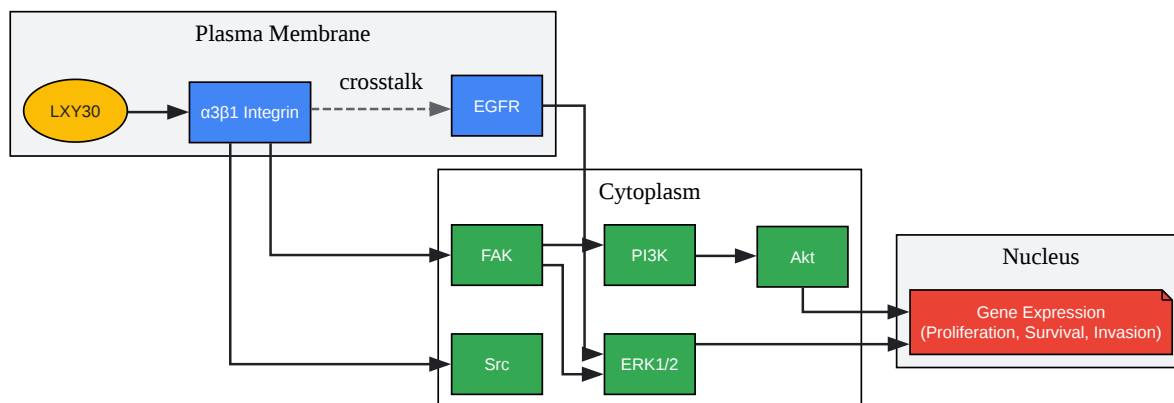 Plasma Membrane
crosstalk
LXY30
α3β1 Integrin
EGFR
Cytoplasm
FAK
PI3K
Akt
Src
ERK1/2
Nucleus
Gene Expression
(Proliferation, Survival, Invasion)